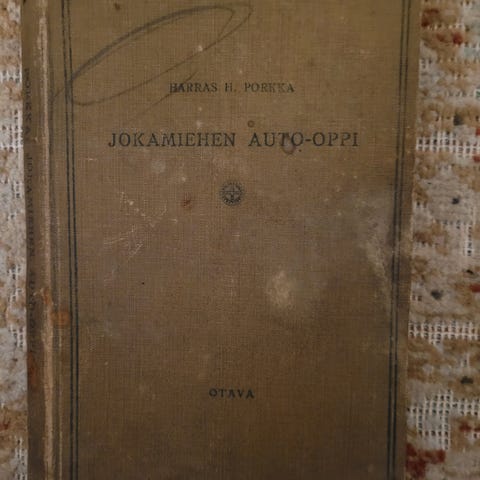 HARRAS H. PORKKA
JOKAMIEHEN AUTO-OPPI
OTAVA